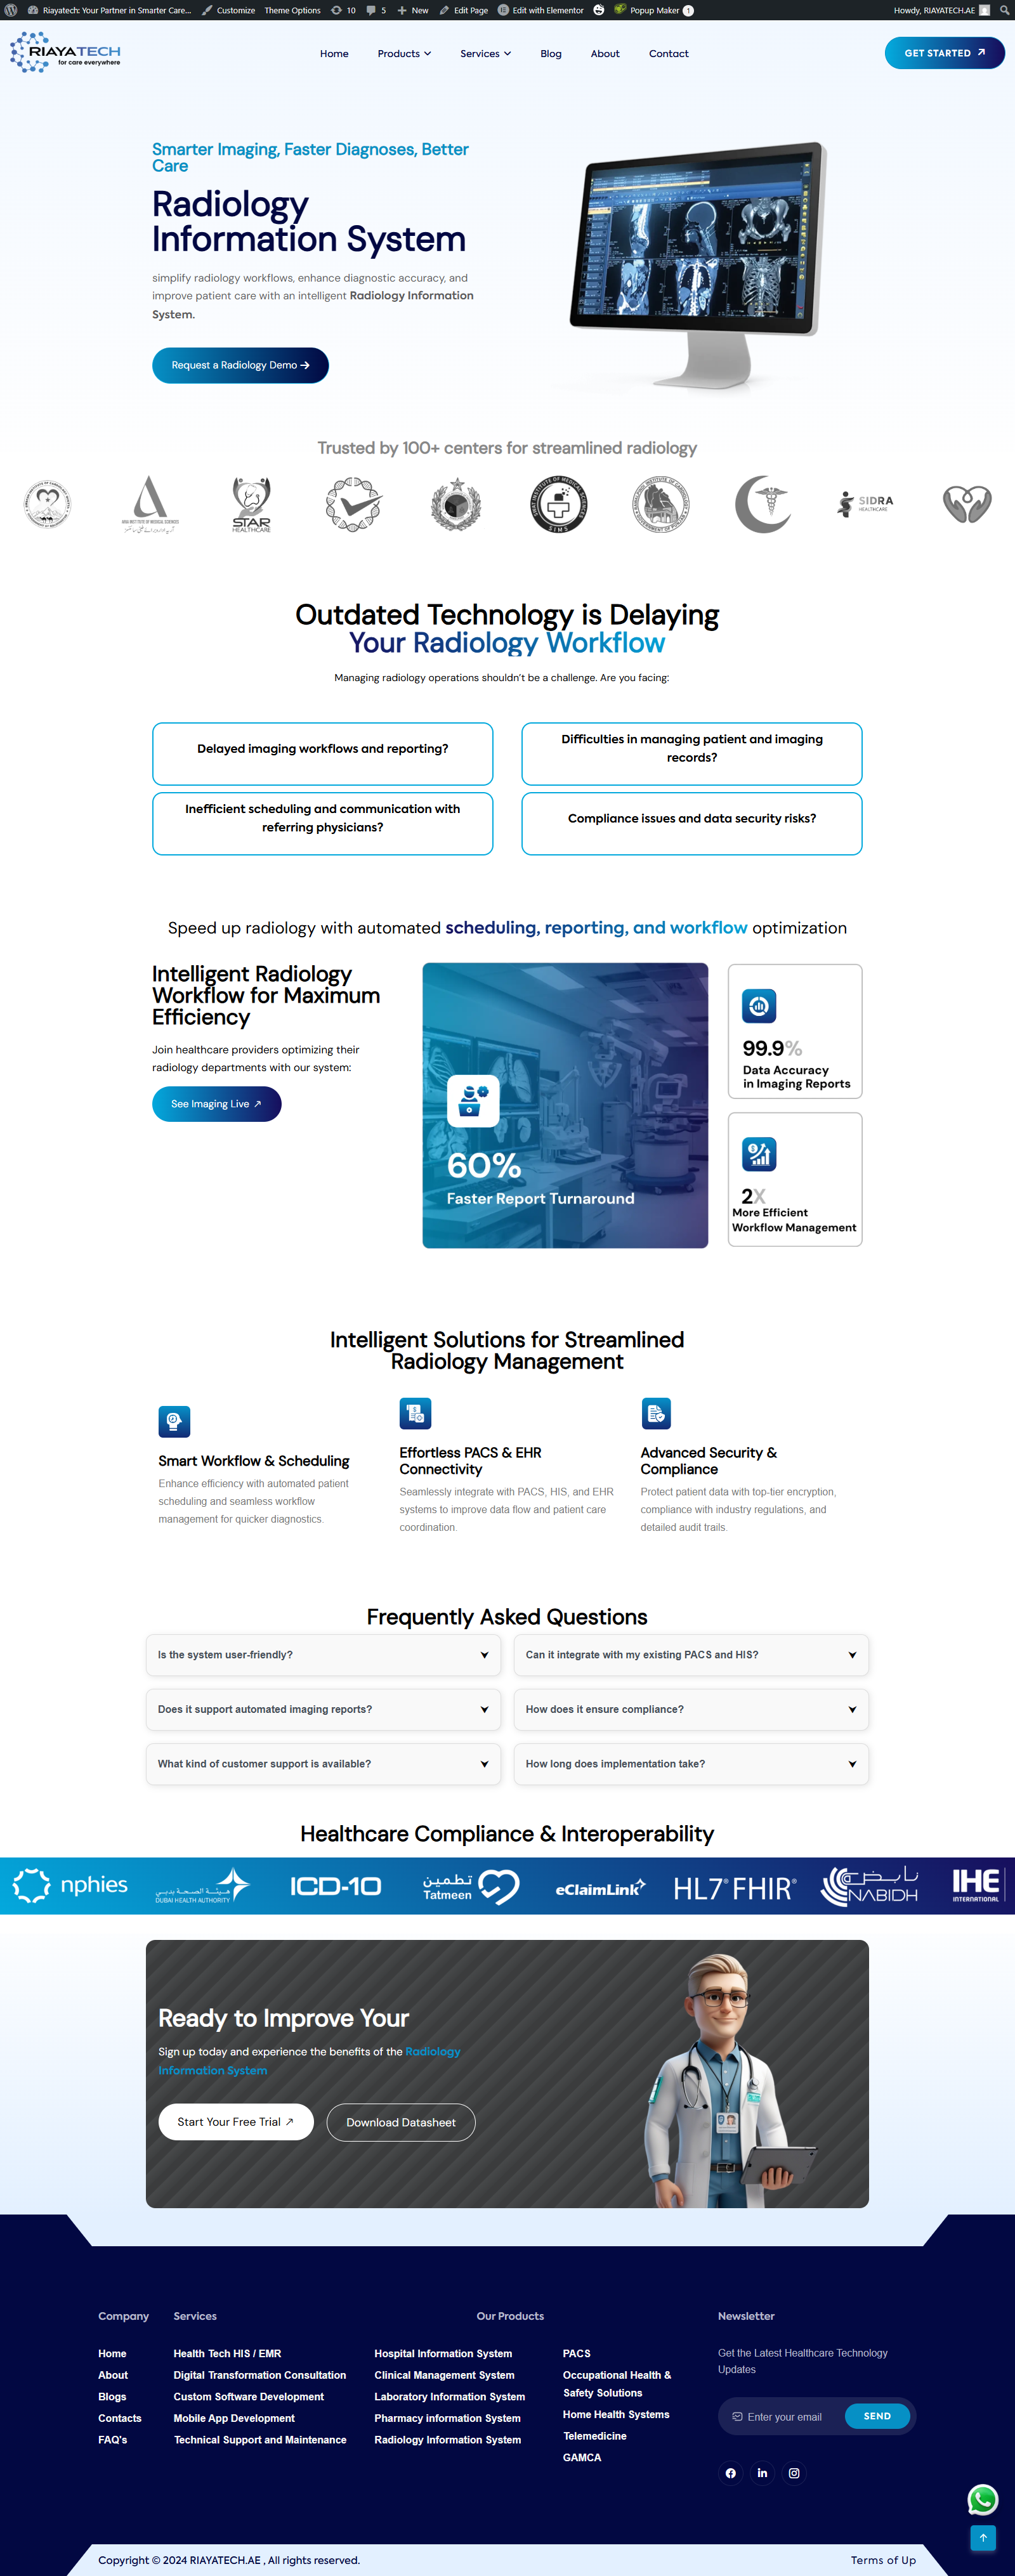 Riayatech: Your Partner in Smarter Care...
Customize
Theme Options
10
5
New
Edit Page
Edit with Elementor
Popup Maker 1
Howdy, RIAYATECH.AE
RIAYATECH
for care everywhere
Home
Products
Services
Blog
About
Contact
GET STARTED
Smarter Imaging, Faster Diagnoses, Better
Care
Radiology
Information System
simplify radiology workflows, enhance diagnostic accuracy, and
improve patient care with an intelligent Radiology Information
System.
Request a Radiology Demo
Trusted by 100+ centers for streamlined radiology
STAR
HEALTHCARE
SIMS
SIDRA
HEALTHCARE
Outdated Technology is Delaying
Your Radiology Workflow
Managing radiology operations shouldn't be a challenge. Are you facing:
Delayed imaging workflows and reporting?
Difficulties in managing patient and imaging
records?
Inefficient scheduling and communication with
referring physicians?
Compliance issues and data security risks?
Speed up radiology with automated scheduling, reporting, and workflow optimization
Intelligent Radiology
Workflow for Maximum
Efficiency
Join healthcare providers optimizing their
radiology departments with our system:
See Imaging Live
60%
Faster Report Turnaround
99.9%
Data Accuracy
in Imaging Reports
2X
More Efficient
Workflow Management
Intelligent Solutions for Streamlined
Radiology Management
Smart Workflow & Scheduling
Enhance efficiency with automated patient
scheduling and seamless workflow
management for quicker diagnostics.
Effortless PACS & EHR
Connectivity
Seamlessly integrate with PACS, HIS, and EHR
systems to improve data flow and patient care
coordination.
Advanced Security &
Compliance
Protect patient data with top-tier encryption,
compliance with industry regulations, and
detailed audit trails.
Frequently Asked Questions
Is the system user-friendly?
Can it integrate with my existing PACS and HIS?
Does it support automated imaging reports?
How does it ensure compliance?
What kind of customer support is available?
How long does implementation take?
Healthcare Compliance & Interoperability
nphies
هيئة الصحة بدبي
DUBAI HEALTH AUTHORITY
ICD-10
تطمين
Tatmeen
eClaimLink
HL7® FHIR®
نابض
NABIDH
IHE
INTERNATIONAL
Ready to Improve Your
Sign up today and experience the benefits of the Radiology
Information System
Start Your Free Trial
Download Datasheet
Company
Home
About
Blogs
Contacts
FAQ's
Services
Health Tech HIS / EMR
Digital Transformation Consultation
Custom Software Development
Mobile App Development
Technical Support and Maintenance
Our Products
Hospital Information System
Clinical Management System
Laboratory Information System
Pharmacy information System
Radiology Information System
PACS
Occupational Health &
Safety Solutions
Home Health Systems
Telemedicine
GAMCA
Newsletter
Get the Latest Healthcare Technology
Updates
Enter your email
SEND
Copyright © 2024 RIAYATECH.AE , All rights reserved.
Terms of Up